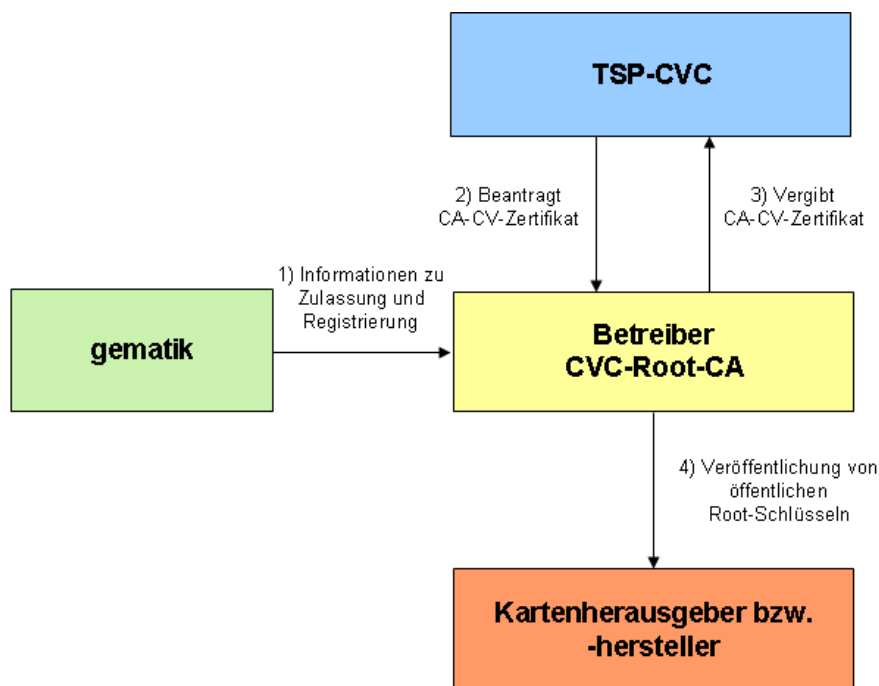 TSP-CVC
2) Beantragt
CA-CV-Zertifikat
3) Vergibt
CA-CV-Zertifikat
1) Informationen zu
Zulassung und
Registrierung
gematik
Betreiber
CVC-Root-CA
4) Veröffentlichung von
öffentlichen
Root-Schlüsseln
Kartenherausgeber bzw.
-hersteller